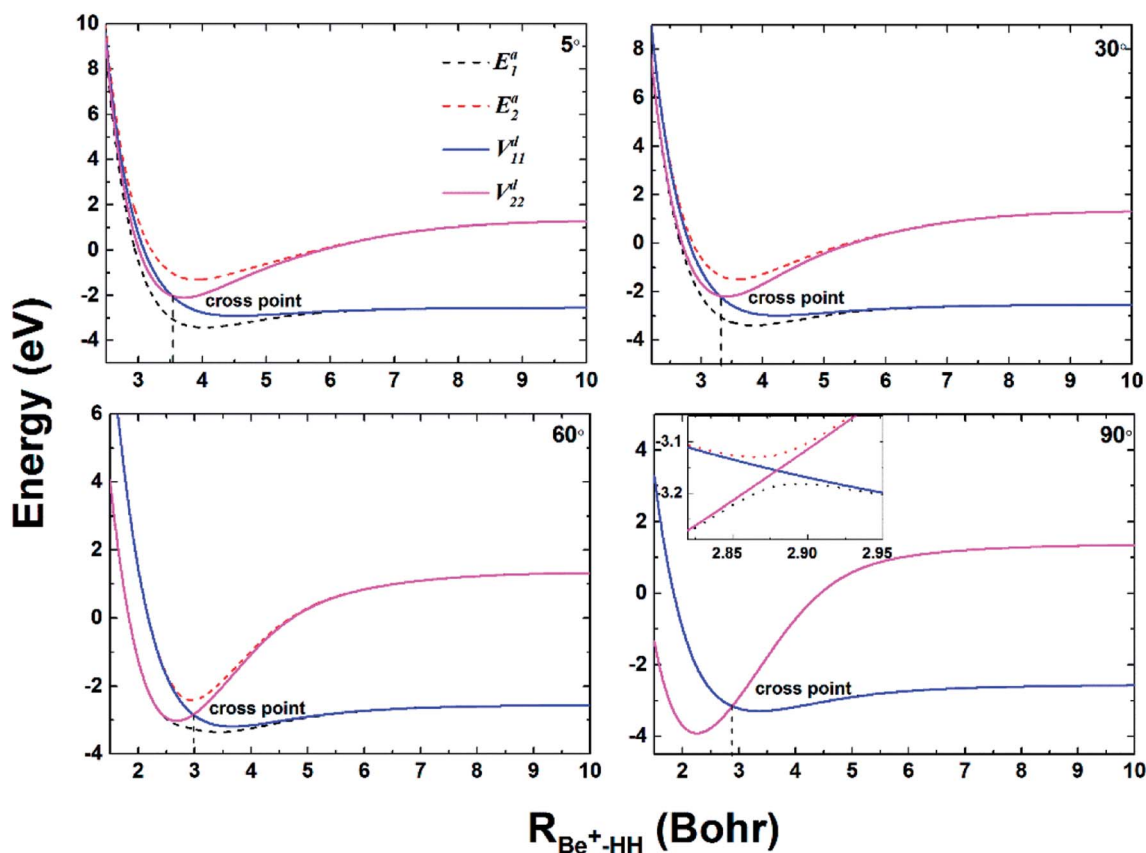 Energy (eV)
10
8
6
4
2
0
-2
-4
5°
E₁ᵃ
E₂ᵃ
V₁₁ᵈ
V₂₂ᵈ
cross point
3 4 5 6 7 8 9 10
8
6
4
2
0
-2
-4
30°
cross point
3 4 5 6 7 8 9 10
6
4
2
0
-2
-4
60°
cross point
2 3 4 5 6 7 8 9 10
4
2
0
-2
-4
90°
-3.1
-3.2
2.85 2.90 2.95
cross point
2 3 4 5 6 7 8 9 10
R_Be⁺-HH (Bohr)